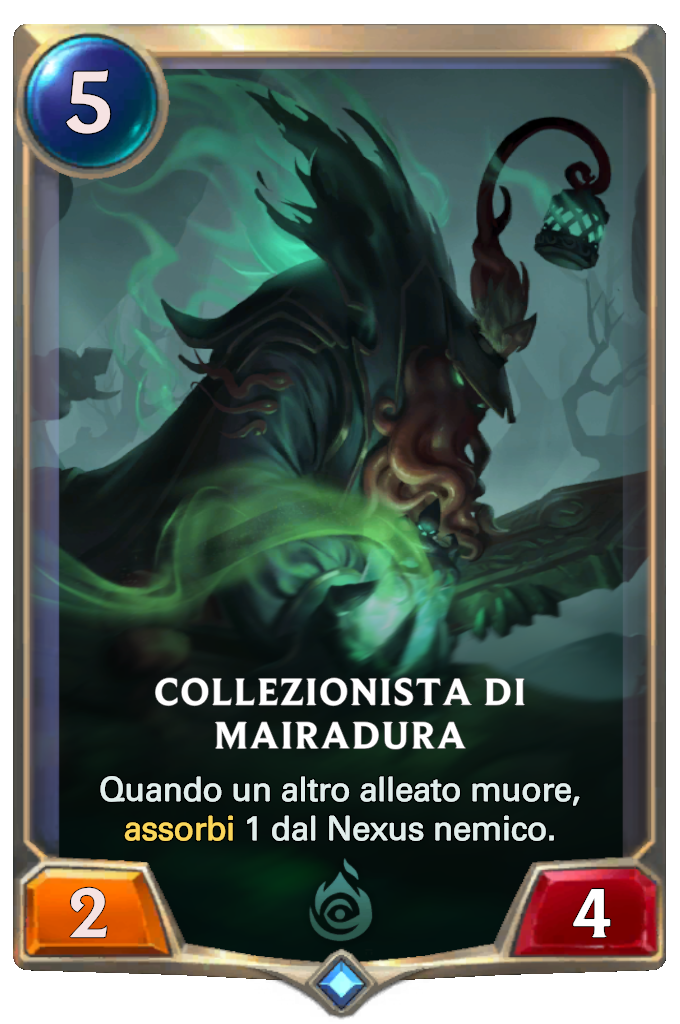 5
COLLEZIONISTA DI
MAIRADURA
Quando un altro alleato muore,
assorbi 1 dal Nexus nemico.
2
4